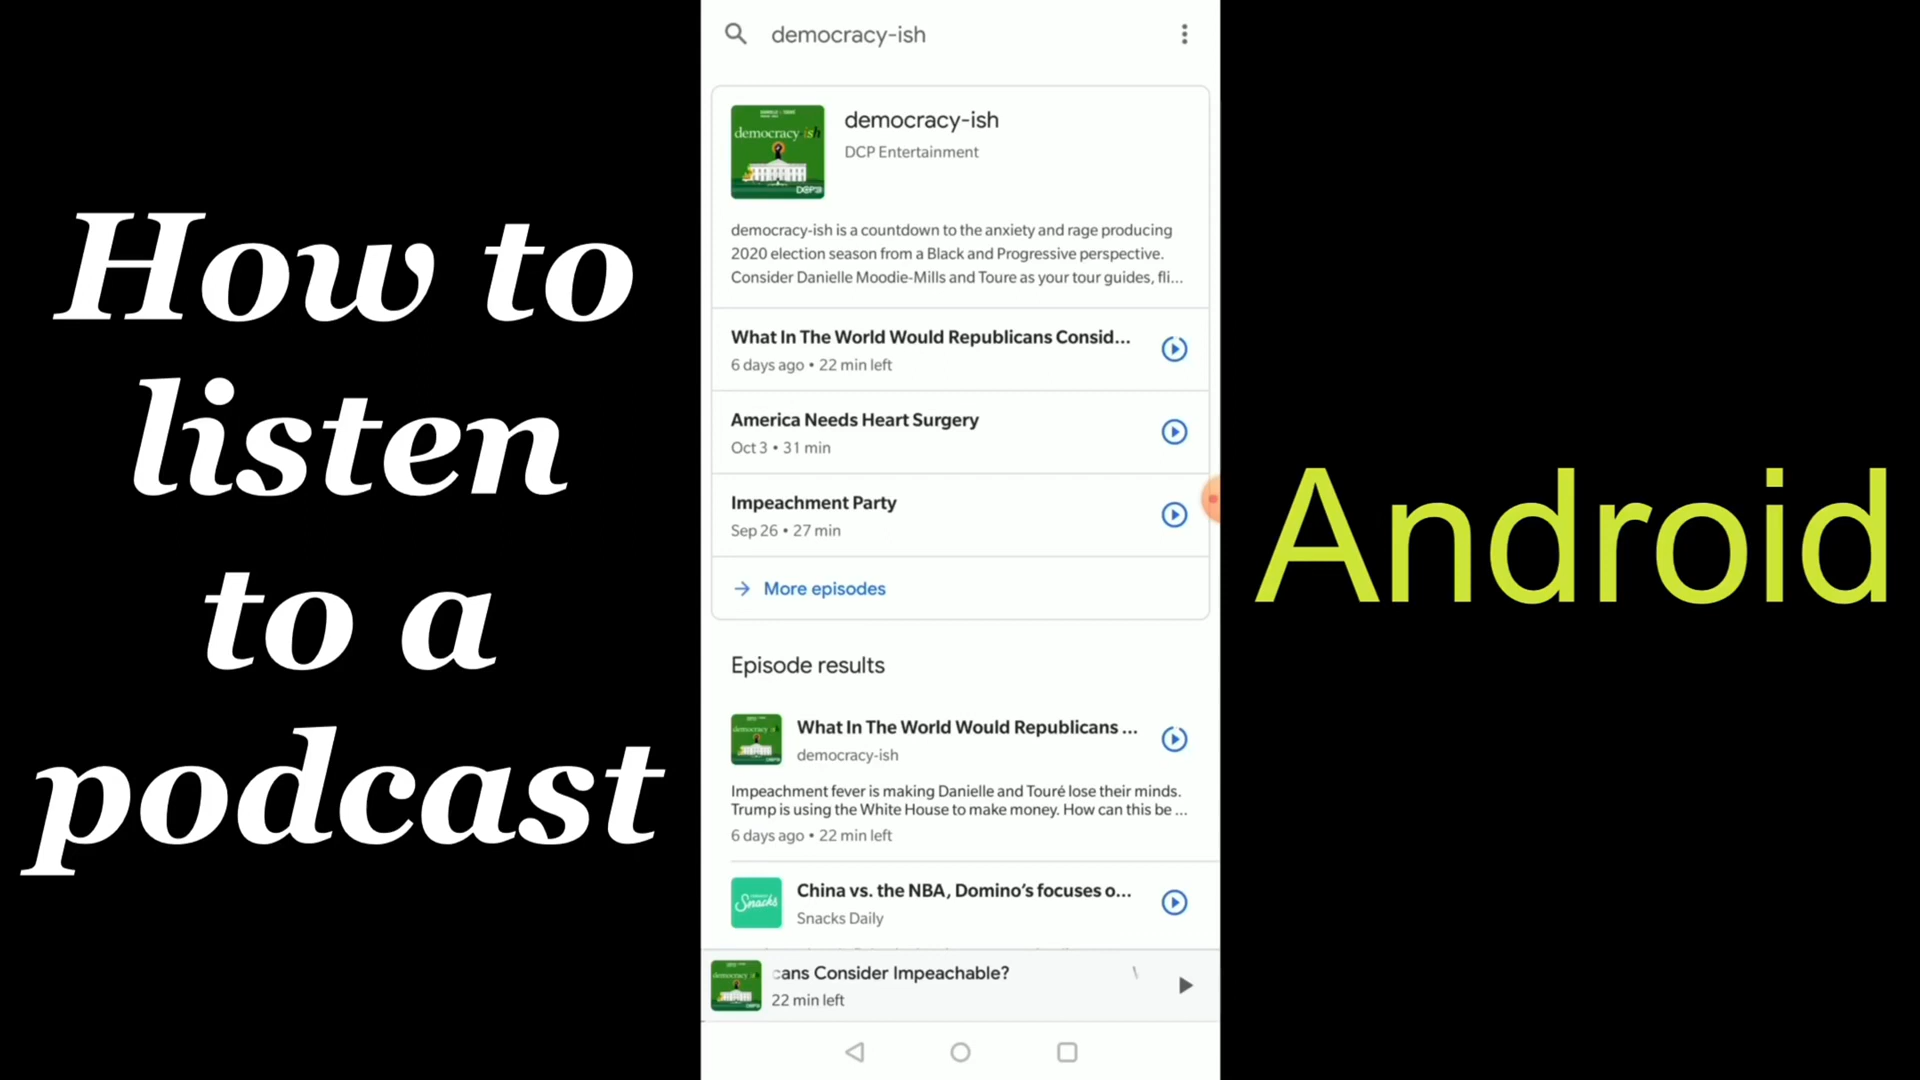 How to
listen
to a
podcast
democracy-ish
democracy-ish
democracy-ish
DCP Entertainment
democracy-ish is a countdown to the anxiety and rage producing
2020 election season from a Black and Progressive perspective.
Consider Danielle Moodie-Mills and Toure as your tour guides, fli...
What In The World Would Republicans Consid...
6 days ago • 22 min left
America Needs Heart Surgery
Oct 3 • 31 min
Impeachment Party
Sep 26 • 27 min
More episodes
Episode results
What In The World Would Republicans ...
democracy-ish
Impeachment fever is making Danielle and Touré lose their minds.
Trump is using the White House to make money. How can this be ...
6 days ago • 22 min left
Snacks
China vs. the NBA, Domino's focuses o...
Snacks Daily
cans Consider Impeachable?
22 min left
Android